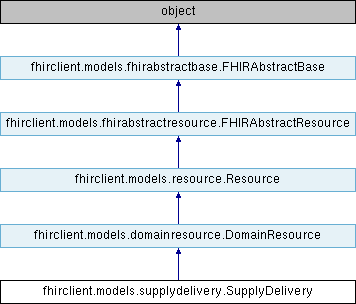 object
fhirclient.models.fhirabstractbase.FHIRAbstractBase
fhirclient.models.fhirabstractresource.FHIRAbstractResource
fhirclient.models.resource.Resource
fhirclient.models.domainresource.DomainResource
fhirclient.models.supplydelivery.SupplyDelivery